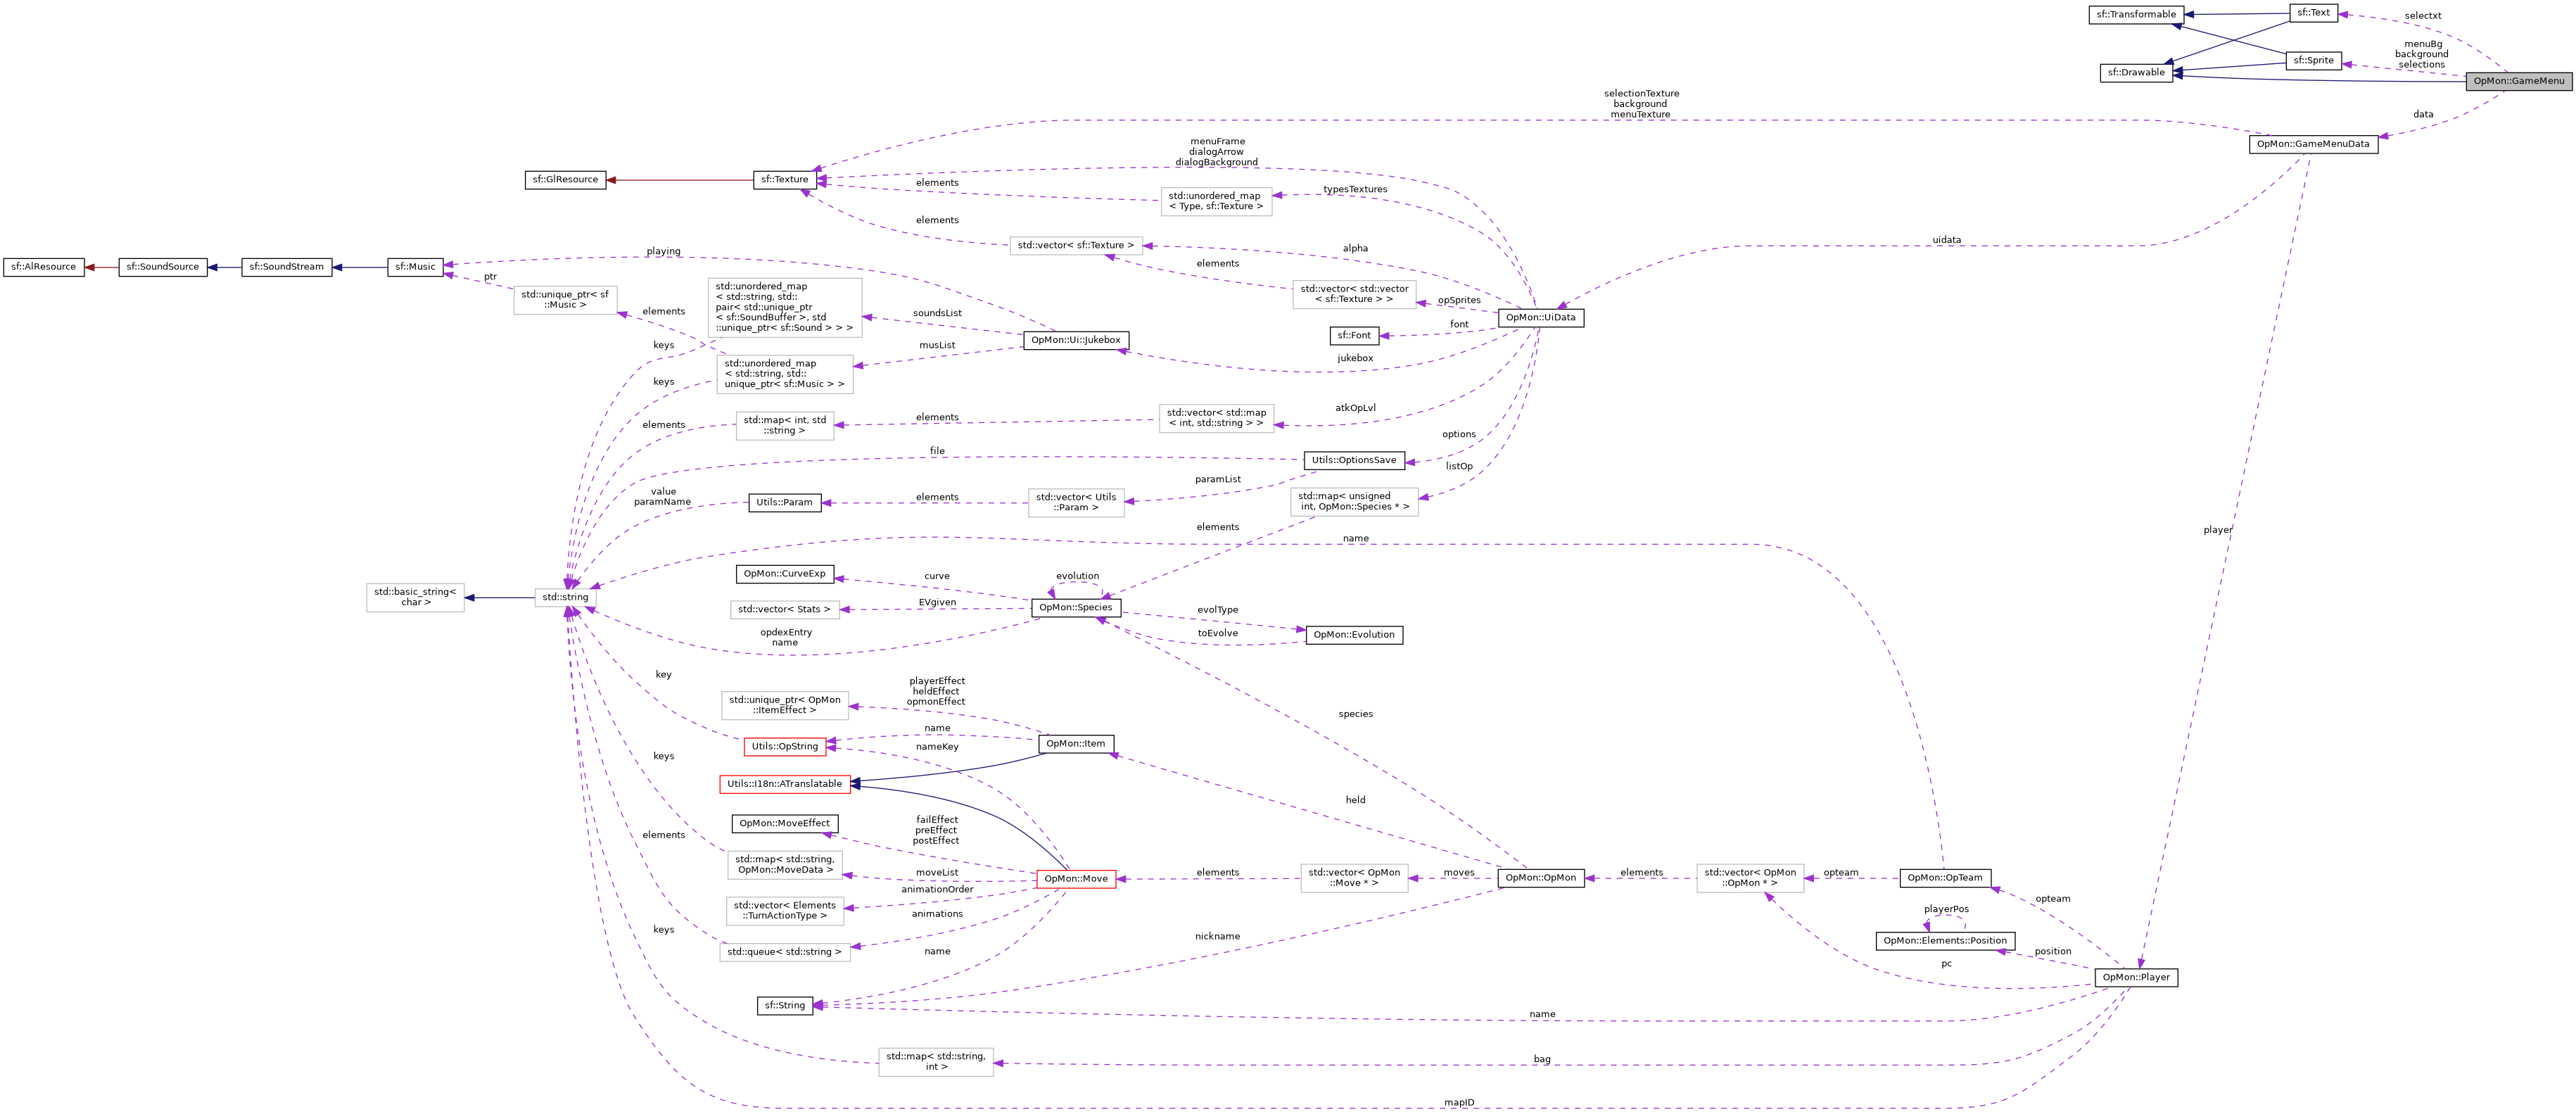 sf::Transformable
sf::Text
selectxt
menuBg
background
selections
sf::Sprite
sf::Drawable
OpMon::GameMenu
data
selectionTexture
background
menuTexture
OpMon::GameMenuData
menuFrame
dialogArrow
dialogBackground
sf::GlResource
sf::Texture
elements
std::unordered_map
< Type, sf::Texture >
typesTextures
elements
std::vector< sf::Texture >
alpha
uidata
playing
sf::AlResource
sf::SoundSource
sf::SoundStream
sf::Music
ptr
std::unique_ptr< sf
::Music >
elements
std::unordered_map
< std::string, std::
pair< std::unique_ptr
< sf::SoundBuffer >, std
::unique_ptr< sf::Sound > > >
elements
std::vector< std::vector
< sf::Texture > >
opSprites
OpMon::UiData
soundsList
font
sf::Font
keys
musList
OpMon::Ui::Jukebox
jukebox
std::unordered_map
< std::string, std::
unique_ptr< sf::Music > >
keys
atkOpLvl
elements
std::map< int, std
::string >
elements
std::vector< std::map
< int, std::string > >
options
file
Utils::OptionsSave
listOp
paramList
value
paramName
Utils::Param
elements
std::vector< Utils
::Param >
std::map< unsigned
int, OpMon::Species * >
elements
name
player
OpMon::CurveExp
curve
evolution
std::basic_string<
char >
std::string
std::vector< Stats >
EVgiven
OpMon::Species
evolType
opdexEntry
name
toEvolve
OpMon::Evolution
key
playerEffect
heldEffect
opmonEffect
std::unique_ptr< OpMon
::ItemEffect >
species
name
nameKey
Utils::OpString
OpMon::Item
keys
Utils::I18n::ATranslatable
held
OpMon::MoveEffect
failEffect
preEffect
postEffect
elements
std::map< std::string,
OpMon::MoveData >
moveList
OpMon::Move
elements
std::vector< OpMon
::Move * >
moves
OpMon::OpMon
elements
std::vector< OpMon
::OpMon * >
opteam
OpMon::OpTeam
animationOrder
std::vector< Elements
::TurnActionType >
animations
opteam
playerPos
keys
std::queue< std::string >
name
nickname
OpMon::Elements::Position
position
pc
OpMon::Player
sf::String
name
std::map< std::string,
int >
bag
mapID